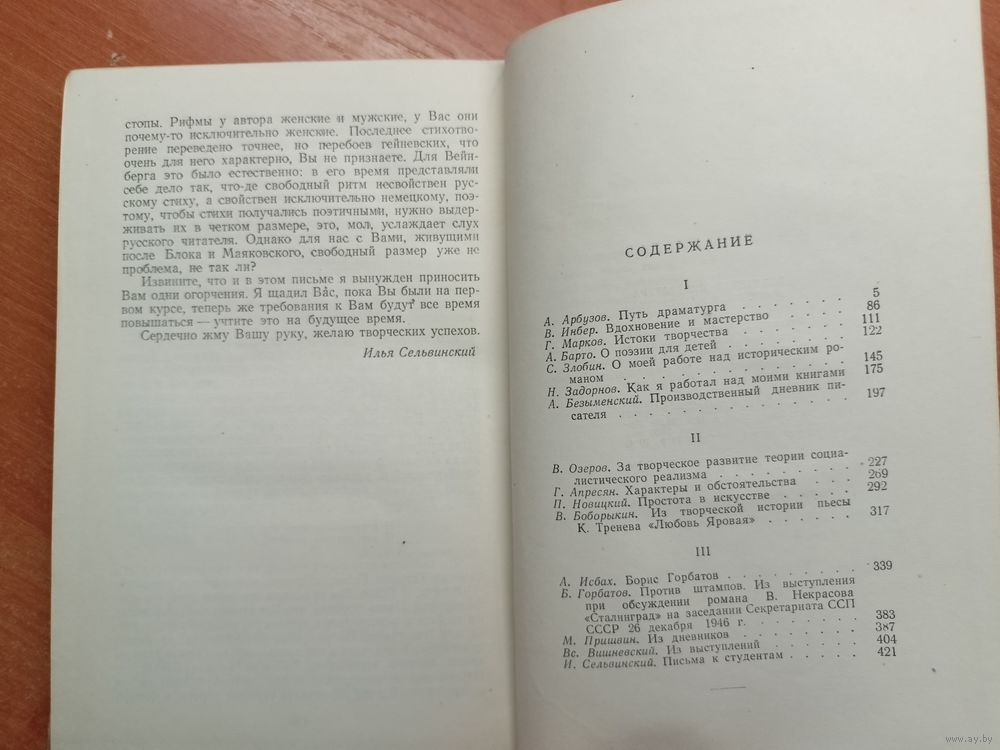 стопы. Рифмы у автора женские и мужские, у Вас они
почему-то исключительно женские. Последнее стихотво-
рение переведено точнее, но перебоев гейневских, что
очень для него характерно, Вы не признаете. Для Вейн-
берга это было естественно: в его время представляли
себе дело так, что-де свободный ритм несвойствен рус-
скому стиху, а свойствен исключительно немецкому, поэ-
тому, чтобы стихи получались поэтичными, нужно выдер-
живать их в четком размере, это, мол, услаждает слух
русского читателя. Однако для нас с Вами, живущими
после Блока и Маяковского, свободный размер уже не
проблема, не так ли?
Извините, что и в этом письме я вынужден приносить
Вам одни огорчения. Я щадил Вас, пока Вы были на пер-
вом курсе, теперь же требования к Вам будут все время
повышаться — учтите это на будущее время.
Сердечно жму Вашу руку, желаю творческих успехов.
Илья Сельвинский
СОДЕРЖАНИЕ
I
А. Арбузов. Путь драматурга . . . . . . . 5
В. Инбер. Вдохновение и мастерство . . . . . 86
Г. Марков. Истоки творчества . . . . . . . 111
А. Барто. О поэзии для детей . . . . . . . 122
С. Злобин. О моей работе над историческим ро-
маном . . . . . . . . . . . . 145
Н. Задорнов. Как я работал над моими книгами 175
А. Безыменский. Производственный дневник пи-
сателя . . . . . . . . . . . . 197
II
В. Озеров. За творческое развитие теории социа-
листического реализма . . . . . . . 227
Г. Апресян. Характеры и обстоятельства . . . . 269
П. Новицкий. Простота в искусстве . . . . . 292
В. Боборыкин. Из творческой истории пьесы
К. Тренева «Любовь Яровая» . . . . . 317
III
А. Исбах. Борис Горбатов . . . . . . . . 339
Б. Горбатов. Против штампов. Из выступления
при обсуждении романа В. Некрасова
«Сталинград» на заседании Секретариата ССП
СССР 26 декабря 1946 г. . . . . . . 383
М. Пришвин. Из дневников . . . . . . . 387
Вс. Вишневский. Из выступлений . . . . . . 404
И. Сельвинский. Письма к студентам . . . . . 421
www.ay.by